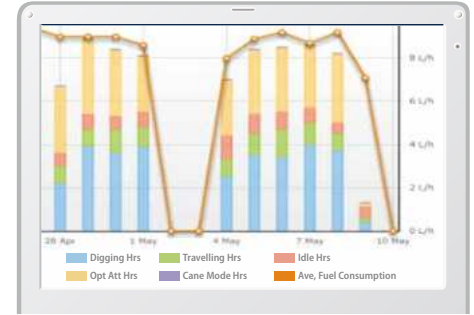 8 L/h
6 L/h
4 L/h
2 L/h
0 L/h
28 Apr 1 May 4 May 7 May 10 May
Digging Hrs Travelling Hrs Idle Hrs
Opt Att Hrs Cane Mode Hrs Ave, Fuel Consumption